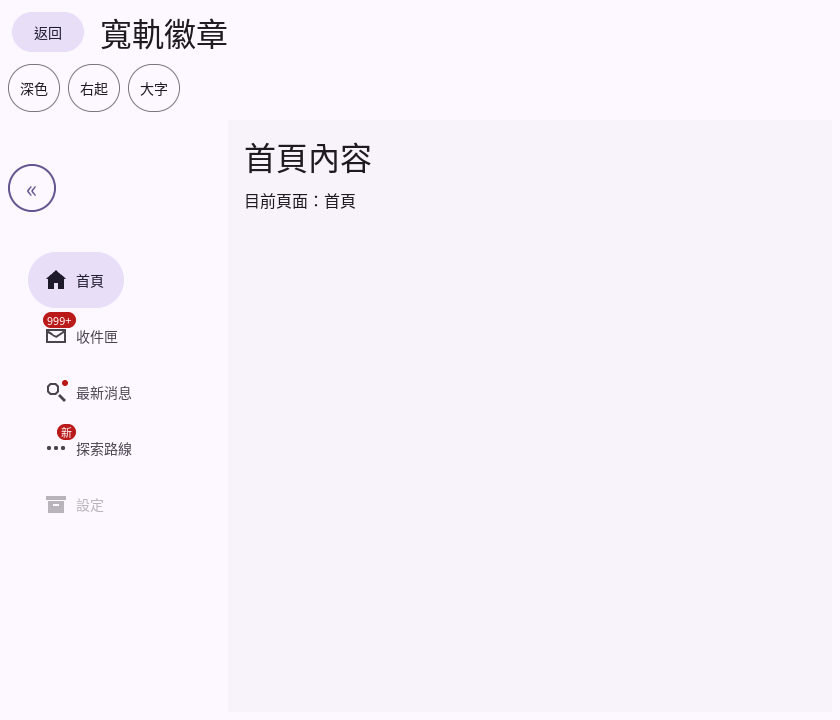 返回
寬軌徽章
深色
右起
大字
«
首頁
999+
收件匣
最新消息
新
探索路線
設定
首頁內容
目前頁面：首頁